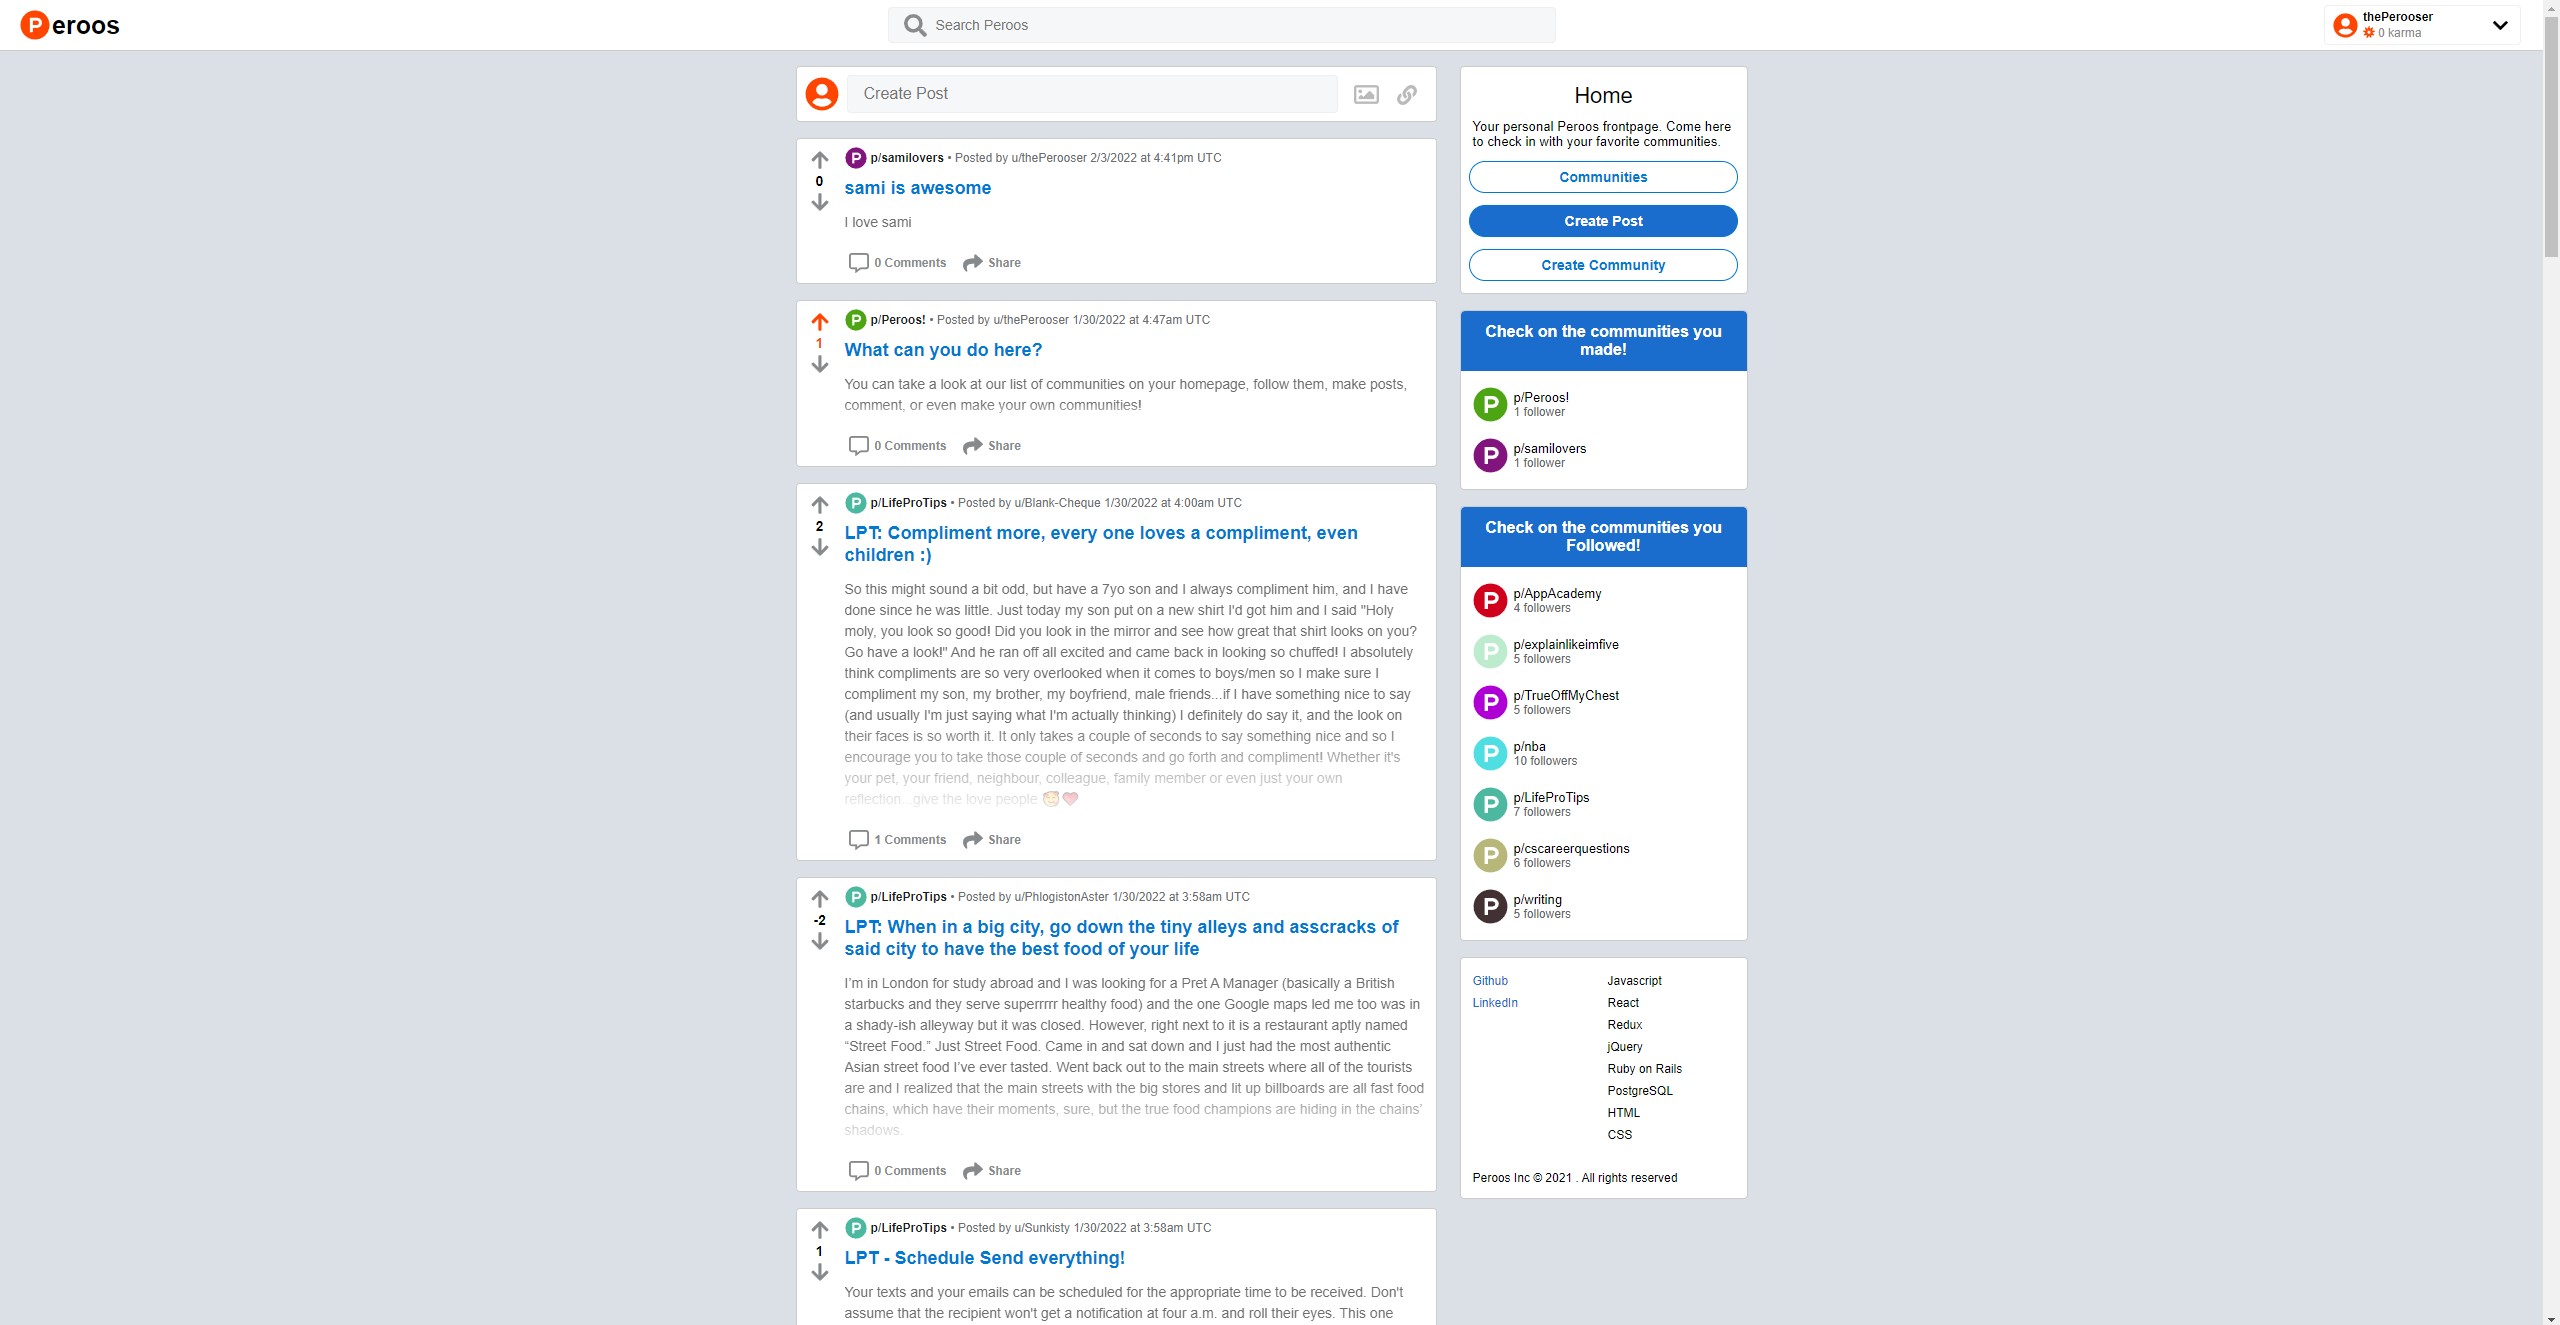 Peroos
Search Peroos
thePerooser
0 karma
Create Post
p/samilovers • Posted by u/thePerooser 2/3/2022 at 4:41pm UTC
0
sami is awesome
I love sami
0 Comments Share
p/Peroos! • Posted by u/thePerooser 1/30/2022 at 4:47am UTC
1
What can you do here?
You can take a look at our list of communities on your homepage, follow them, make posts,
comment, or even make your own communities!
0 Comments Share
p/LifeProTips • Posted by u/Blank-Cheque 1/30/2022 at 4:00am UTC
2
LPT: Compliment more, every one loves a compliment, even
children :)
So this might sound a bit odd, but have a 7yo son and I always compliment him, and I have
done since he was little. Just today my son put on a new shirt I'd got him and I said "Holy
moly, you look so good! Did you look in the mirror and see how great that shirt looks on you?
Go have a look!" And he ran off all excited and came back in looking so chuffed! I absolutely
think compliments are so very overlooked when it comes to boys/men so I make sure I
compliment my son, my brother, my boyfriend, male friends...if I have something nice to say
(and usually I'm just saying what I'm actually thinking) I definitely do say it, and the look on
their faces is so worth it. It only takes a couple of seconds to say something nice and so I
encourage you to take those couple of seconds and go forth and compliment! Whether it's
your pet, your friend, neighbour, colleague, family member or even just your own
reflection...give the love people 🥰❤️
1 Comments Share
p/LifeProTips • Posted by u/PhlogistonAster 1/30/2022 at 3:58am UTC
-2
LPT: When in a big city, go down the tiny alleys and asscracks of
said city to have the best food of your life
I’m in London for study abroad and I was looking for a Pret A Manager (basically a British
starbucks and they serve superrrrr healthy food) and the one Google maps led me too was in
a shady-ish alleyway but it was closed. However, right next to it is a restaurant aptly named
“Street Food.” Just Street Food. Came in and sat down and I just had the most authentic
Asian street food I’ve ever tasted. Went back out to the main streets where all of the tourists
are and I realized that the main streets with the big stores and lit up billboards are all fast food
chains, which have their moments, sure, but the true food champions are hiding in the chains’
shadows.
0 Comments Share
p/LifeProTips • Posted by u/Sunkisty 1/30/2022 at 3:58am UTC
1
LPT - Schedule Send everything!
Your texts and your emails can be scheduled for the appropriate time to be received. Don't
assume that the recipient won't get a notification at four a.m. and roll their eyes. This one
Home
Your personal Peroos frontpage. Come here
to check in with your favorite communities.
Communities
Create Post
Create Community
Check on the communities you
made!
P p/Peroos!
1 follower
P p/samilovers
1 follower
Check on the communities you
Followed!
P p/AppAcademy
4 followers
P p/explainlikeimfive
5 followers
P p/TrueOffMyChest
5 followers
P p/nba
10 followers
P p/LifeProTips
7 followers
P p/cscareerquestions
6 followers
P p/writing
5 followers
Github
LinkedIn
Javascript
React
Redux
jQuery
Ruby on Rails
PostgreSQL
HTML
CSS
Peroos Inc © 2021 . All rights reserved